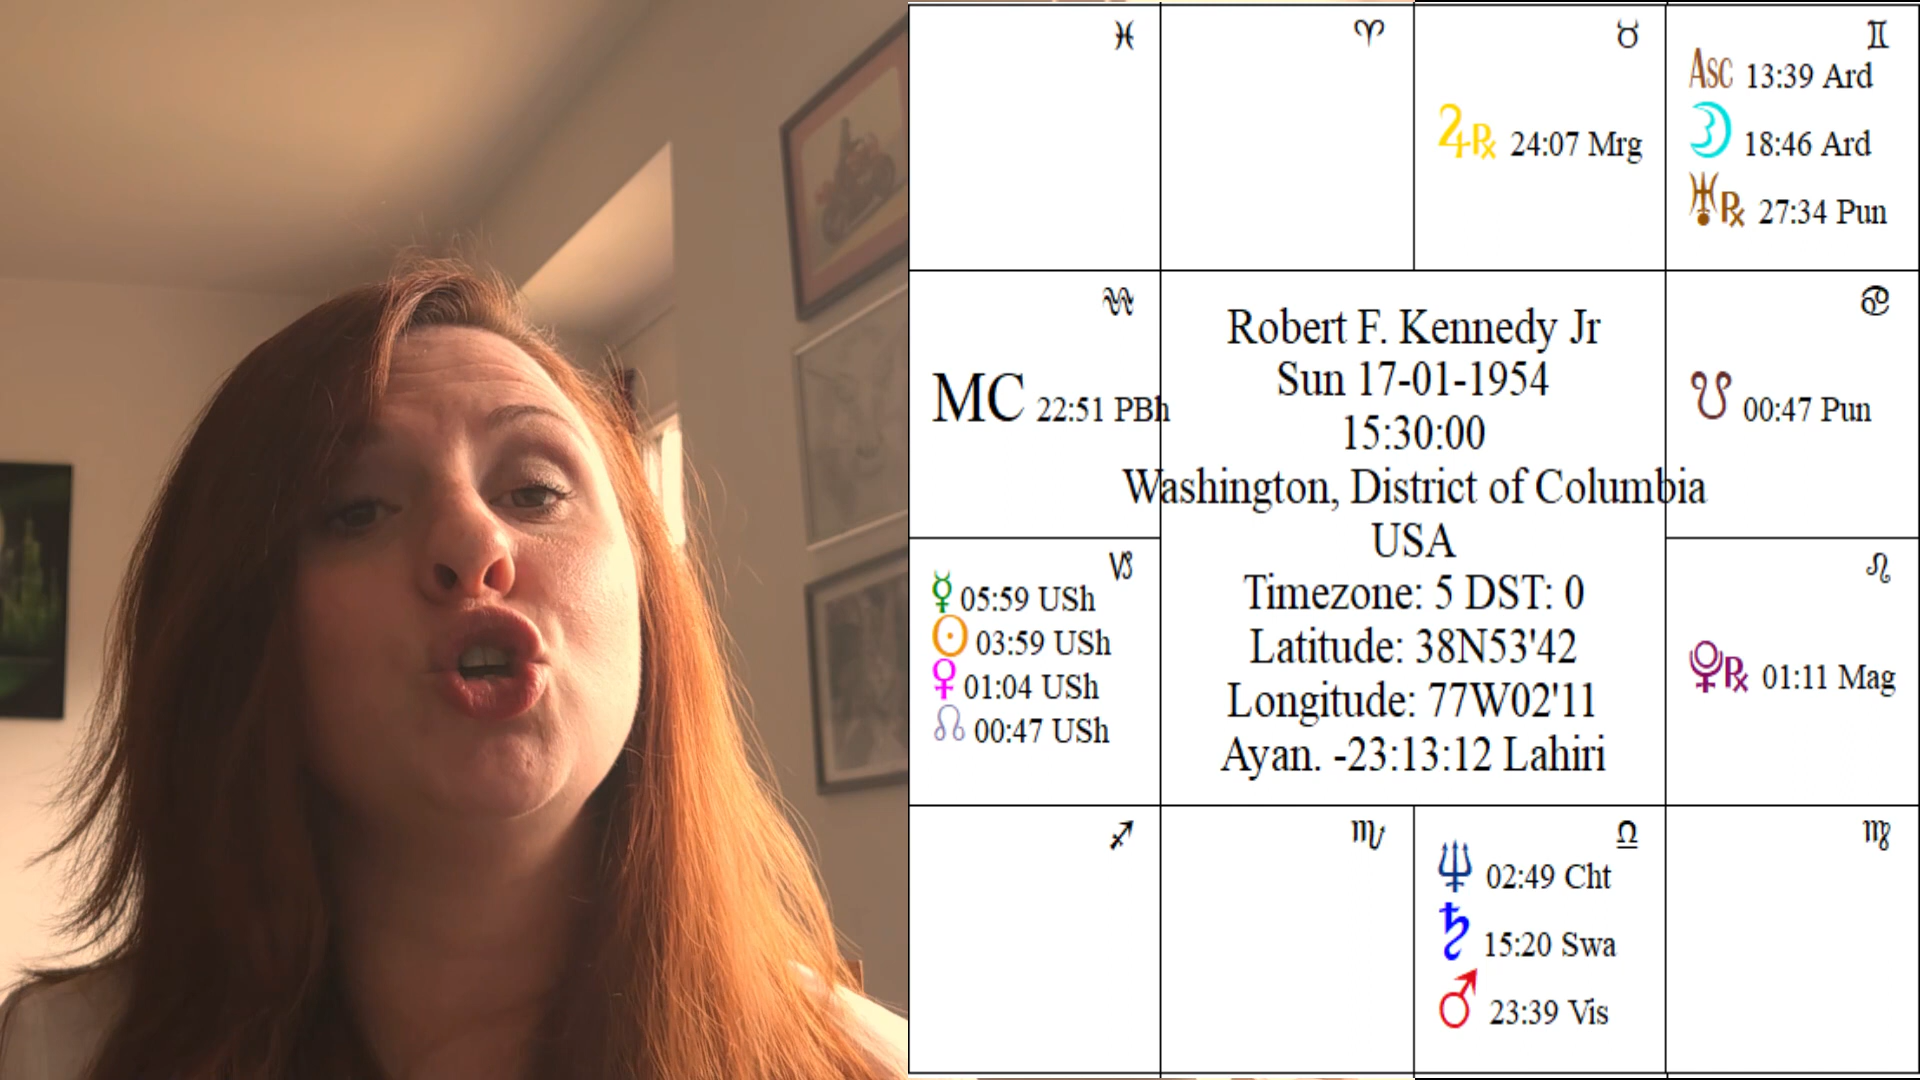 ♓
♈
♉
♃℞ 24:07 Mrg
♊
Asc 13:39 Ard
☽ 18:46 Ard
♅℞ 27:34 Pun
♒
MC 22:51 PBh
Robert F. Kennedy Jr
Sun 17-01-1954
15:30:00
Washington, District of Columbia
USA
Timezone: 5 DST: 0
Latitude: 38N53'42
Longitude: 77W02'11
Ayan. -23:13:12 Lahiri
♋
☋ 00:47 Pun
♑
☿ 05:59 USh
☉ 03:59 USh
♀ 01:04 USh
☊ 00:47 USh
♌
♇℞ 01:11 Mag
♐
♏
♎
♆ 02:49 Cht
♄ 15:20 Swa
♂ 23:39 Vis
♍